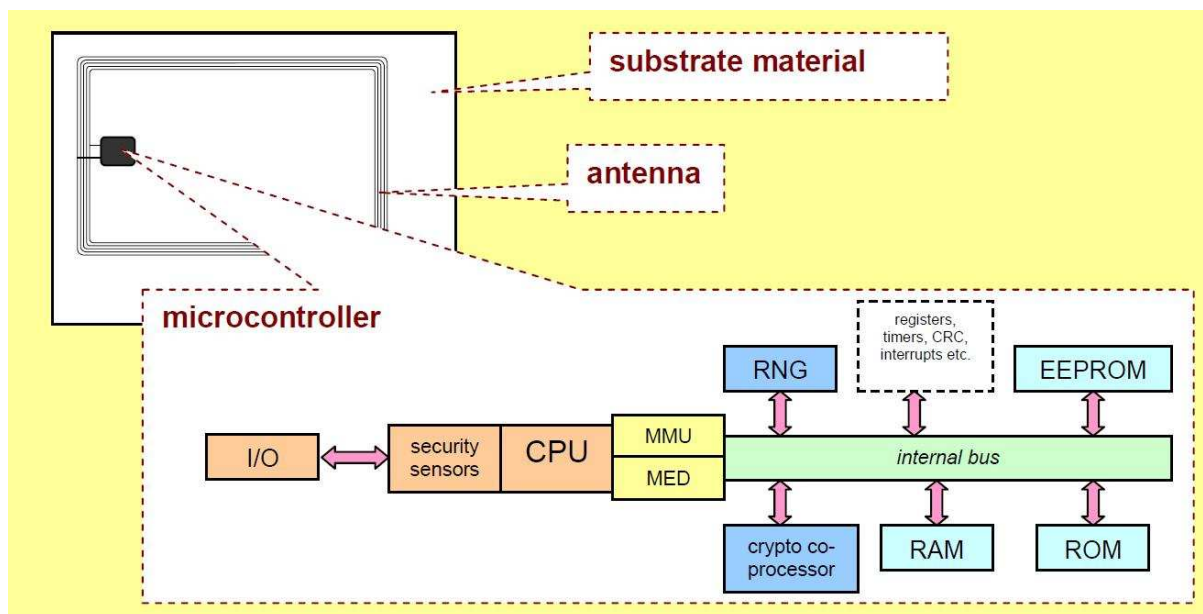 substrate material
antenna
microcontroller
registers,
timers, CRC,
interrupts etc.
RNG
EEPROM
I/O
security
sensors
CPU
MMU
MED
internal bus
crypto co-
processor
RAM
ROM